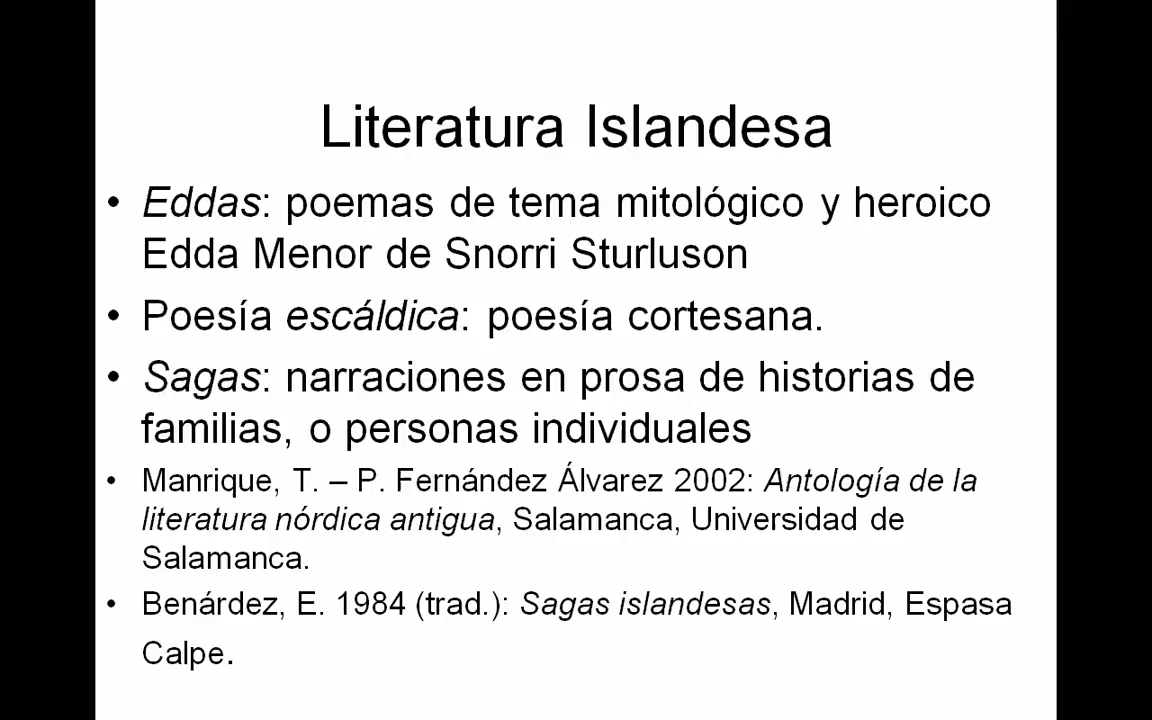 Literatura Islandesa
• Eddas: poemas de tema mitológico y heroico
Edda Menor de Snorri Sturluson
• Poesía escáldica: poesía cortesana.
• Sagas: narraciones en prosa de historias de
familias, o personas individuales
• Manrique, T. – P. Fernández Álvarez 2002: Antología de la
literatura nórdica antigua, Salamanca, Universidad de
Salamanca.
• Benárdez, E. 1984 (trad.): Sagas islandesas, Madrid, Espasa
Calpe.